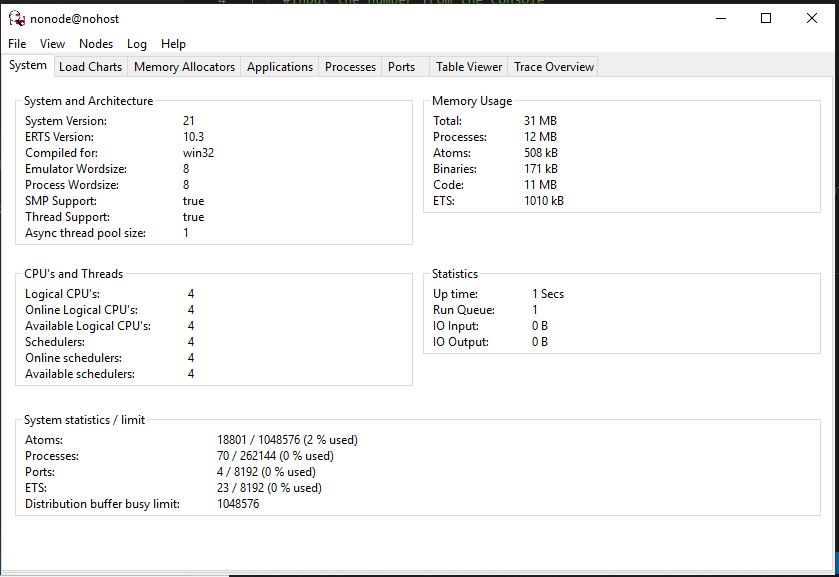 #Input the number from the console
nonode@nohost
File View Nodes Log Help
System Load Charts Memory Allocators Applications Processes Ports Table Viewer Trace Overview
System and Architecture
System Version: 21
ERTS Version: 10.3
Compiled for: win32
Emulator Wordsize: 8
Process Wordsize: 8
SMP Support: true
Thread Support: true
Async thread pool size: 1
Memory Usage
Total: 31 MB
Processes: 12 MB
Atoms: 508 kB
Binaries: 171 kB
Code: 11 MB
ETS: 1010 kB
CPU's and Threads
Logical CPU's: 4
Online Logical CPU's: 4
Available Logical CPU's: 4
Schedulers: 4
Online schedulers: 4
Available schedulers: 4
Statistics
Up time: 1 Secs
Run Queue: 1
IO Input: 0 B
IO Output: 0 B
System statistics / limit
Atoms: 18801 / 1048576 (2 % used)
Processes: 70 / 262144 (0 % used)
Ports: 4 / 8192 (0 % used)
ETS: 23 / 8192 (0 % used)
Distribution buffer busy limit: 1048576